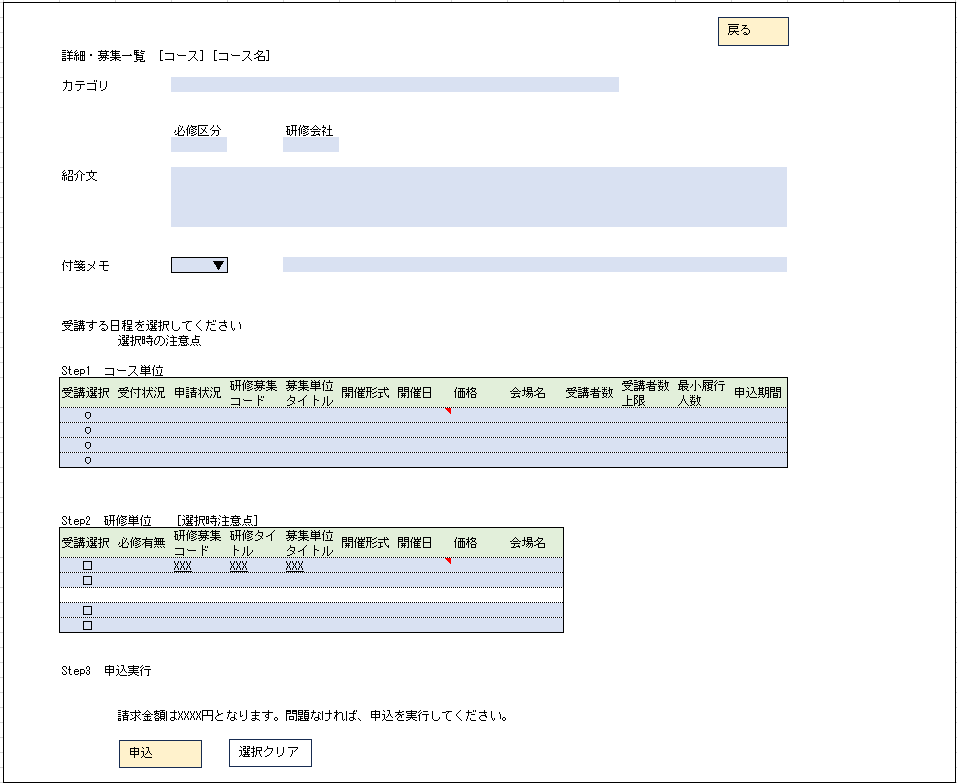 戻る
詳細・募集一覧　[コース] [コース名]
カテゴリ
必修区分　研修会社
紹介文
付箋メモ ▼
受講する日程を選択してください
選択時の注意点
Step1　コース単位
受講選択 受付状況 申請状況 研修募集コード 募集単位タイトル 開催形式 開催日 価格 会場名 受講者数 受講者数上限 最小履行人数 申込期間
○
○
○
○
Step2　研修単位　[選択時注意点]
受講選択 必修有無 研修募集コード 研修タイトル 募集単位タイトル 開催形式 開催日 価格 会場名
□ XXX XXX XXX
□
□
□
Step3　申込実行
請求金額はXXXX円となります。問題なければ、申込を実行してください。
申込 選択クリア